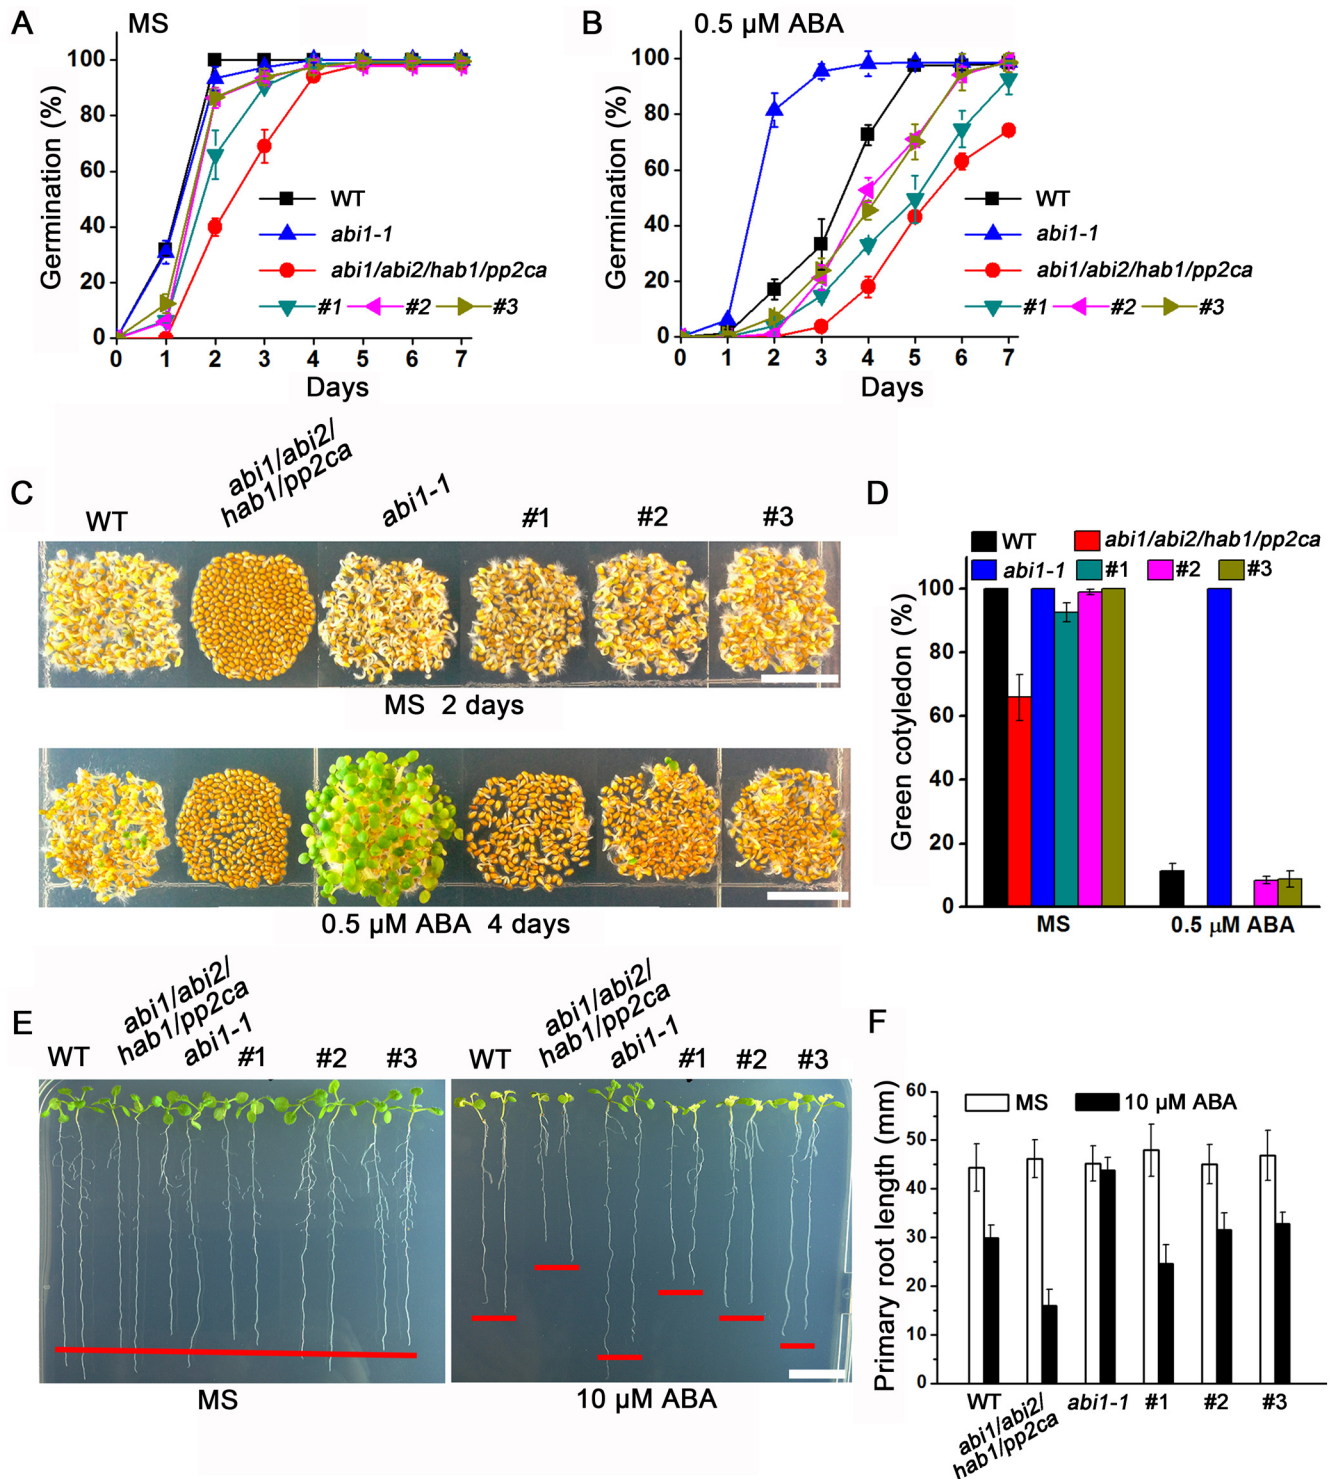 A MS
Germination (%)
100
80
60
40
20
0
0 1 2 3 4 5 6 7
Days
WT
abi1-1
abi1/abi2/hab1/pp2ca
#1 #2 #3
B 0.5 µM ABA
Germination (%)
100
80
60
40
20
0
0 1 2 3 4 5 6 7
Days
WT
abi1-1
abi1/abi2/hab1/pp2ca
#1 #2 #3
C
WT
abi1/abi2/
hab1/pp2ca
abi1-1
#1
#2
#3
MS 2 days
0.5 µM ABA 4 days
D
WT abi1/abi2/hab1/pp2ca
abi1-1 #1 #2 #3
Green cotyledon (%)
100
80
60
40
20
0
MS 0.5 µM ABA
E
WT
abi1/abi2/
hab1/pp2ca
abi1-1
#1
#2
#3
MS
WT
abi1/abi2/
hab1/pp2ca
abi1-1
#1
#2
#3
10 µM ABA
F
MS 10 µM ABA
Primary root length (mm)
60
50
40
30
20
10
0
WT
abi1/abi2/
hab1/pp2ca
abi1-1
#1
#2
#3